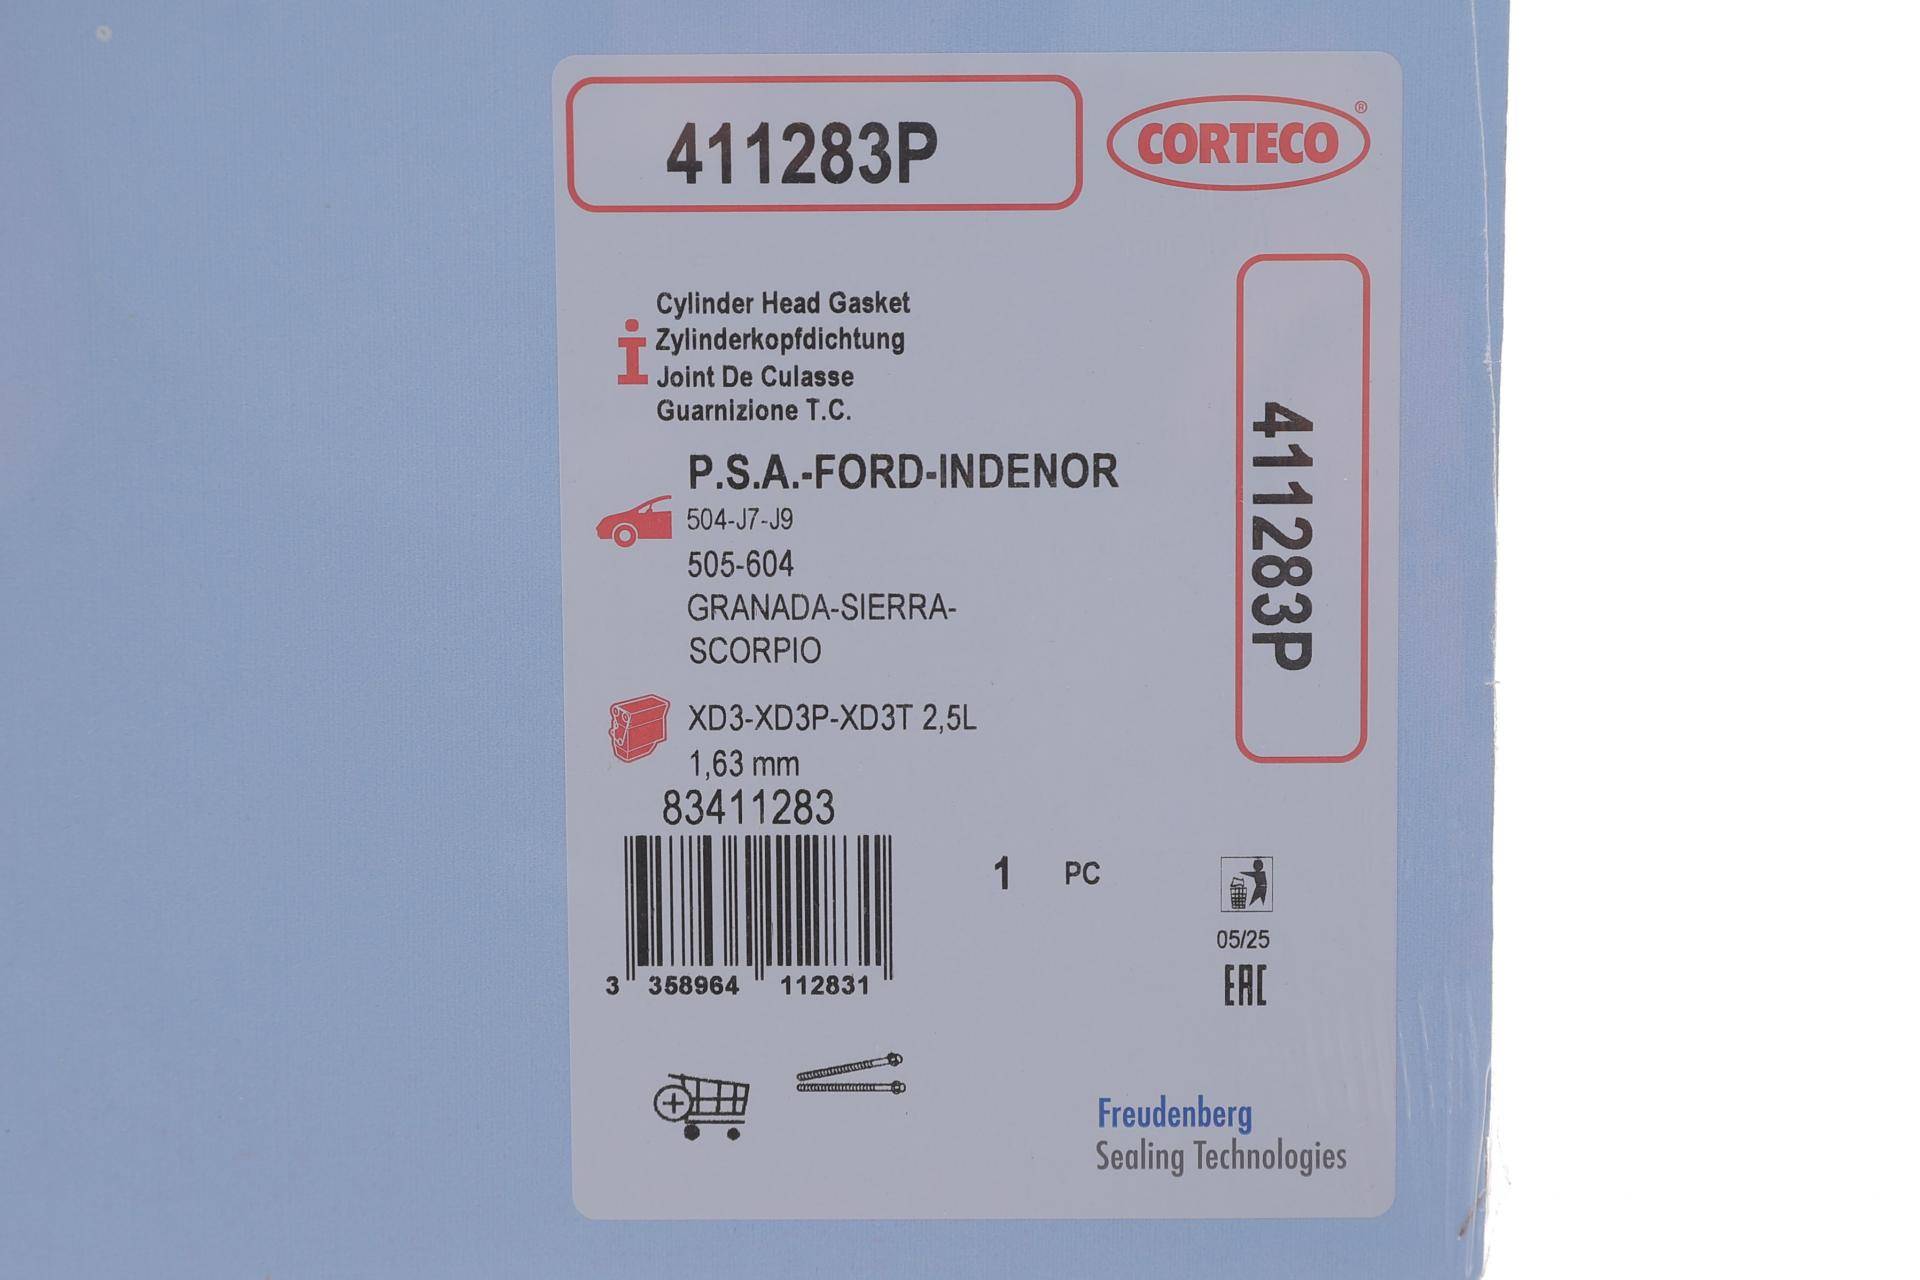 411283P
CORTECO®
Cylinder Head Gasket
Zylinderkopfdichtung
Joint De Culasse
Guarnizione T.C.
P.S.A.-FORD-INDENOR
504-J7-J9
505-604
GRANADA-SIERRA-
SCORPIO
411283P
XD3-XD3P-XD3T 2,5L
1,63 mm
83411283
1 PC
3 358964 112831
05/25
EAC
Freudenberg
Sealing Technologies